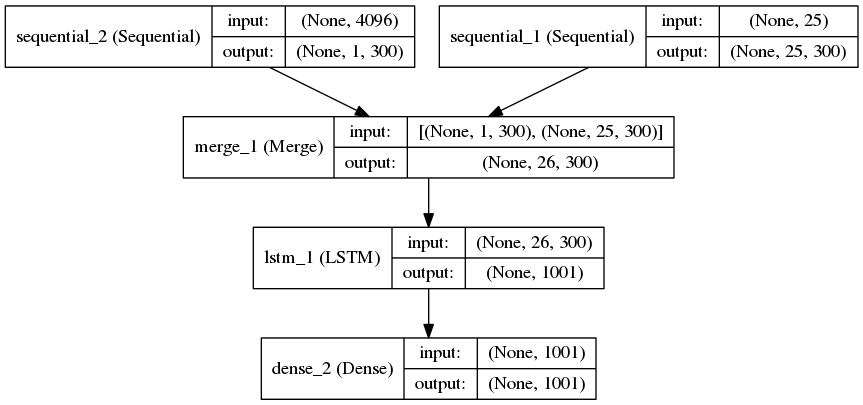 sequential_2 (Sequential)
input: (None, 4096)
output: (None, 1, 300)
sequential_1 (Sequential)
input: (None, 25)
output: (None, 25, 300)
merge_1 (Merge)
input: [(None, 1, 300), (None, 25, 300)]
output: (None, 26, 300)
lstm_1 (LSTM)
input: (None, 26, 300)
output: (None, 1001)
dense_2 (Dense)
input: (None, 1001)
output: (None, 1001)